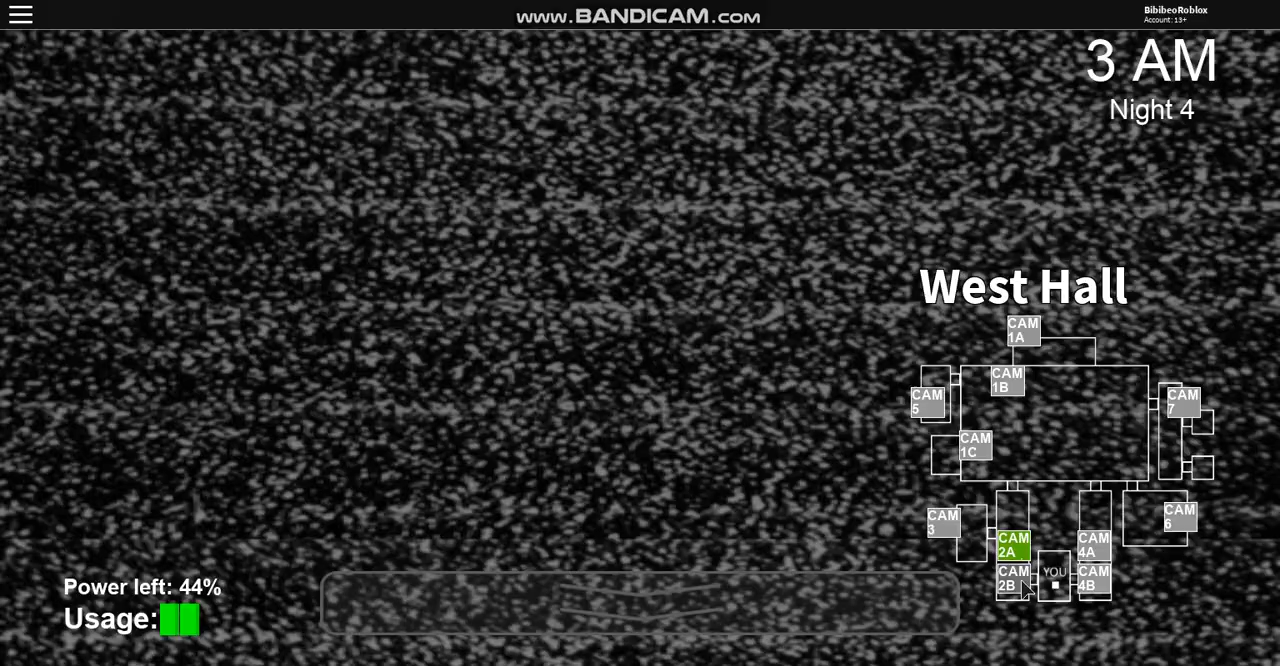 www.BANDICAM.com
BibibeoRoblox
Account: 13+
3 AM
Night 4
West Hall
CAM
1A
CAM
1B
CAM
5
CAM
7
CAM
1C
CAM
3
CAM
6
CAM
2A
CAM
4A
CAM
2B
YOU
CAM
4B
Power left: 44%
Usage: